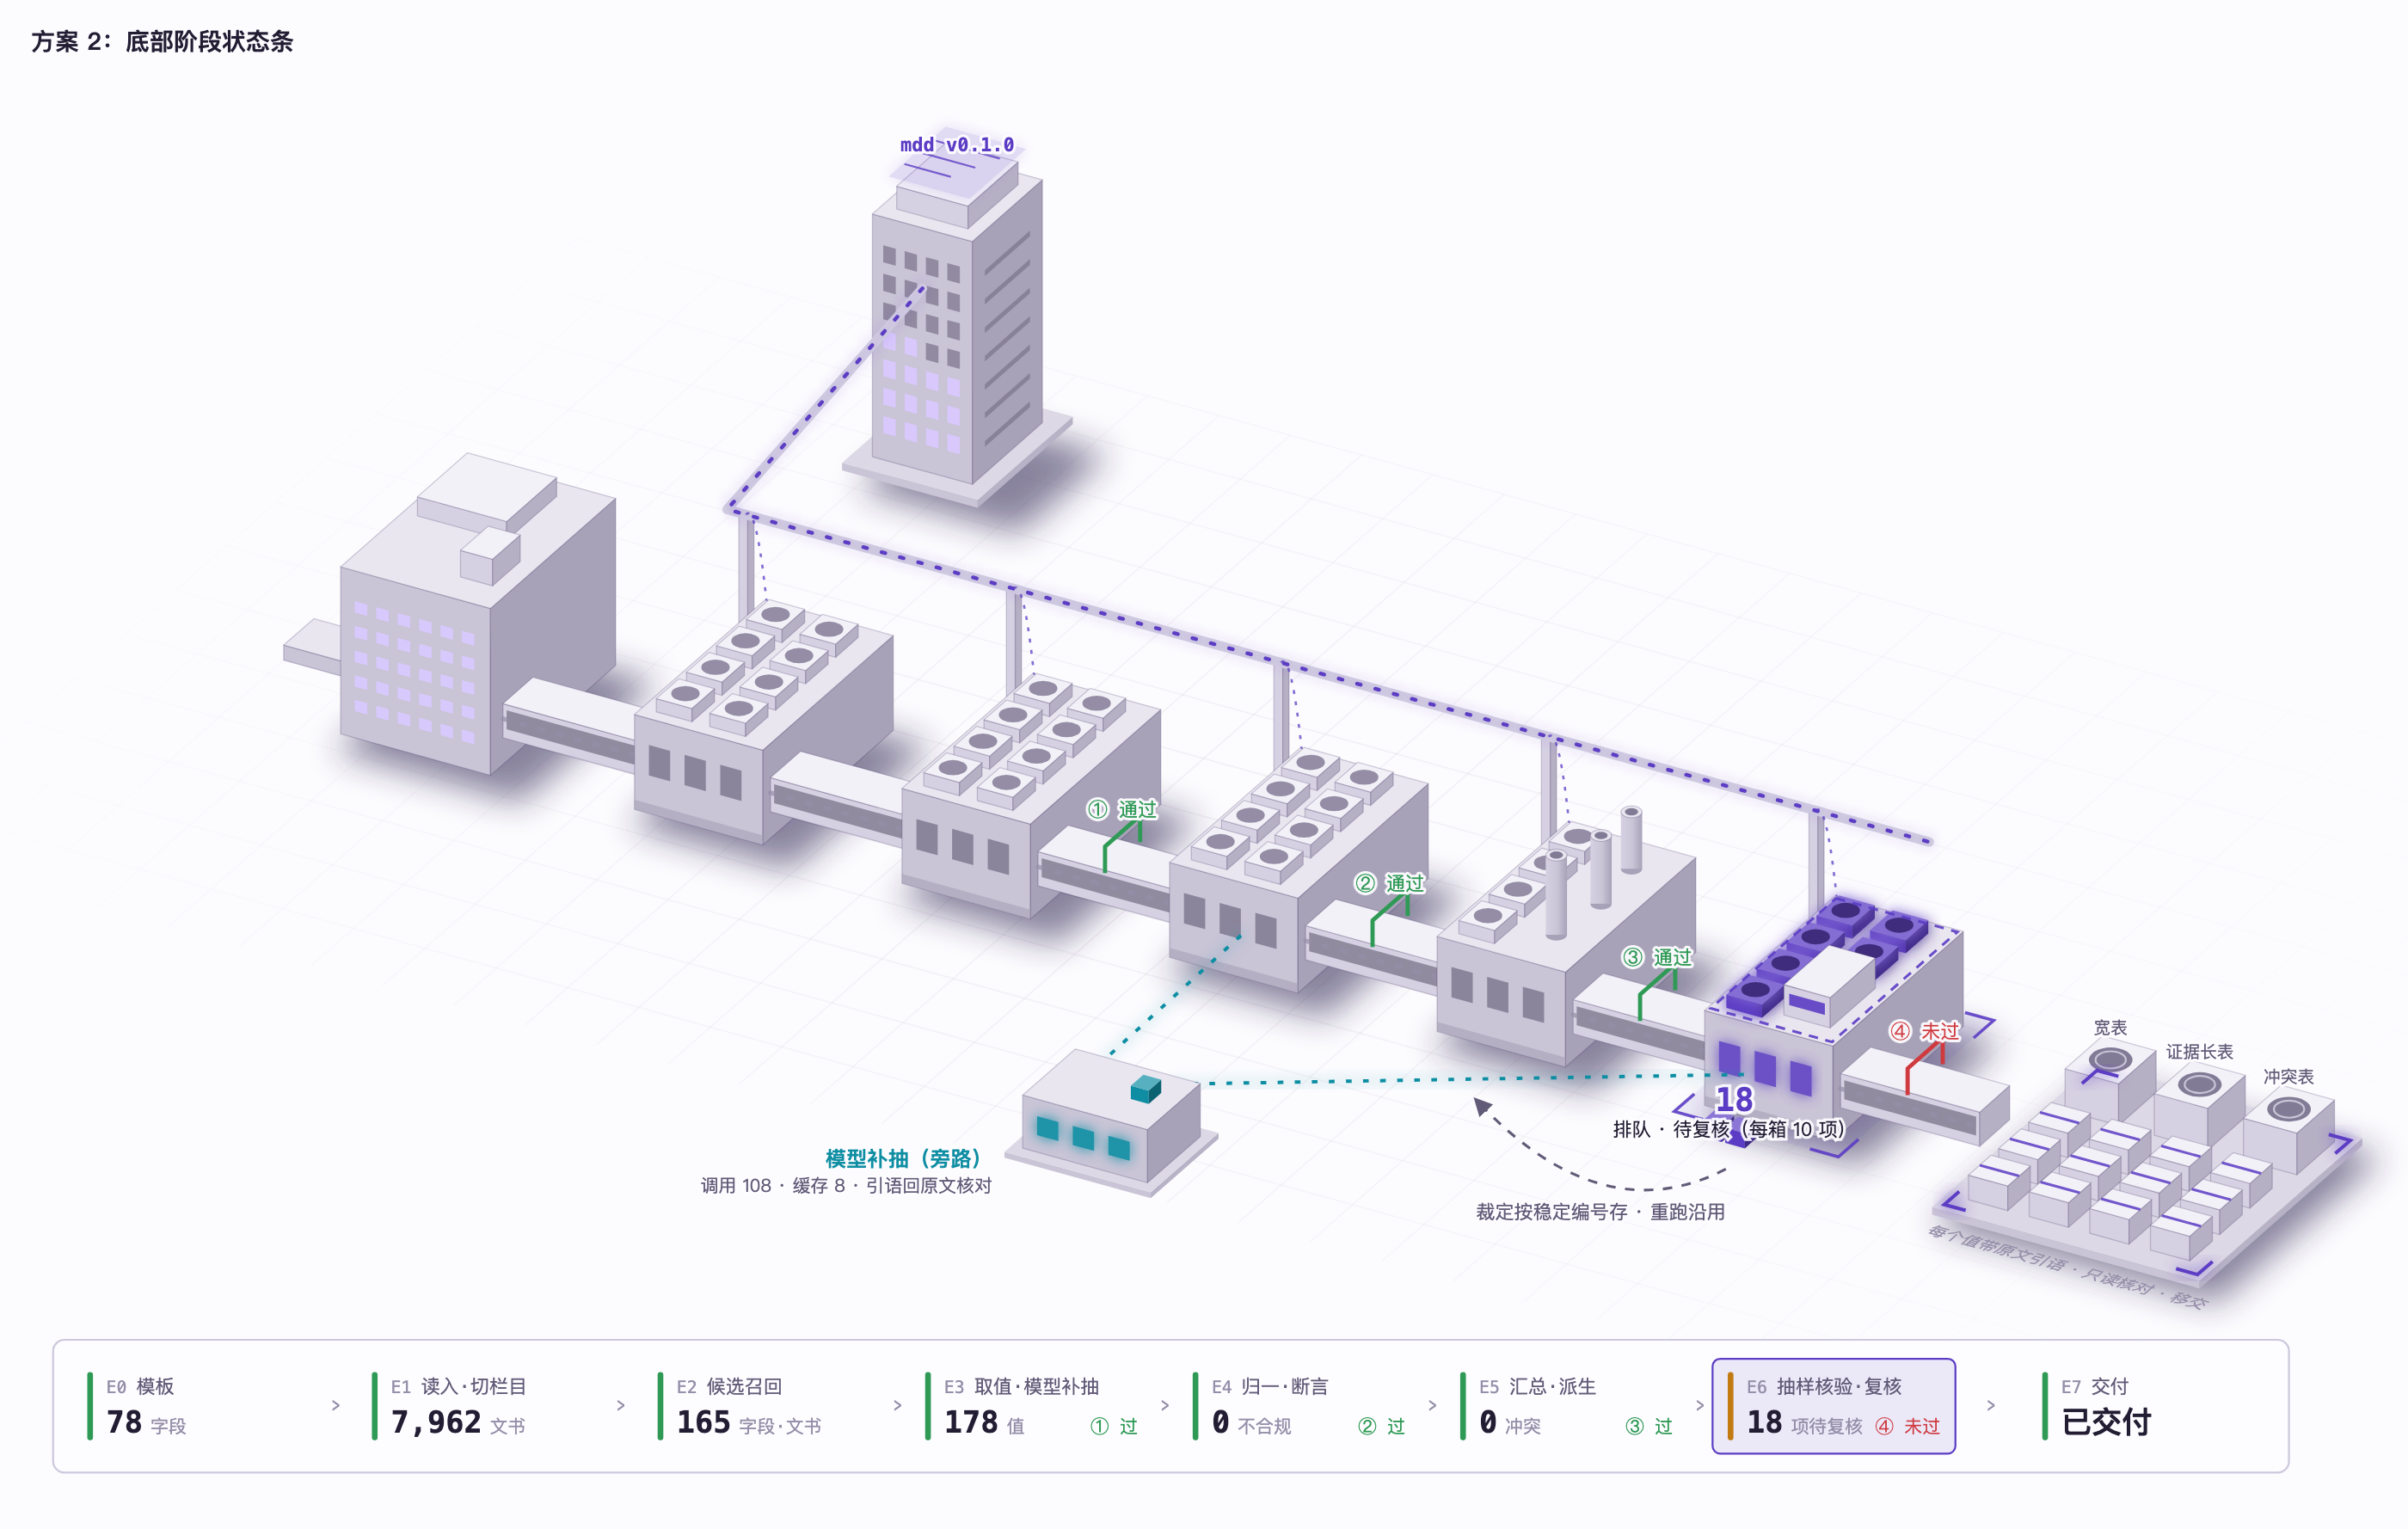 方案 2：底部阶段状态条
mdd v0.1.0
① 通过
② 通过
③ 通过
④ 未过
宽表
证据长表
冲突表
18
排队 · 待复核（每箱 10 项）
模型补抽（旁路）
调用 108 · 缓存 8 · 引语回原文核对
裁定按稳定编号存 · 重跑沿用
每个值带原文引语 · 只读核对 · 移交
E0 模板
78 字段
>
E1 读入·切栏目
7,962 文书
>
E2 候选召回
165 字段·文书
>
E3 取值·模型补抽
178 值 ① 过
>
E4 归一·断言
0 不合规 ② 过
>
E5 汇总·派生
0 冲突 ③ 过
>
E6 抽样核验·复核
18 项待复核 ④ 未过
>
E7 交付
已交付